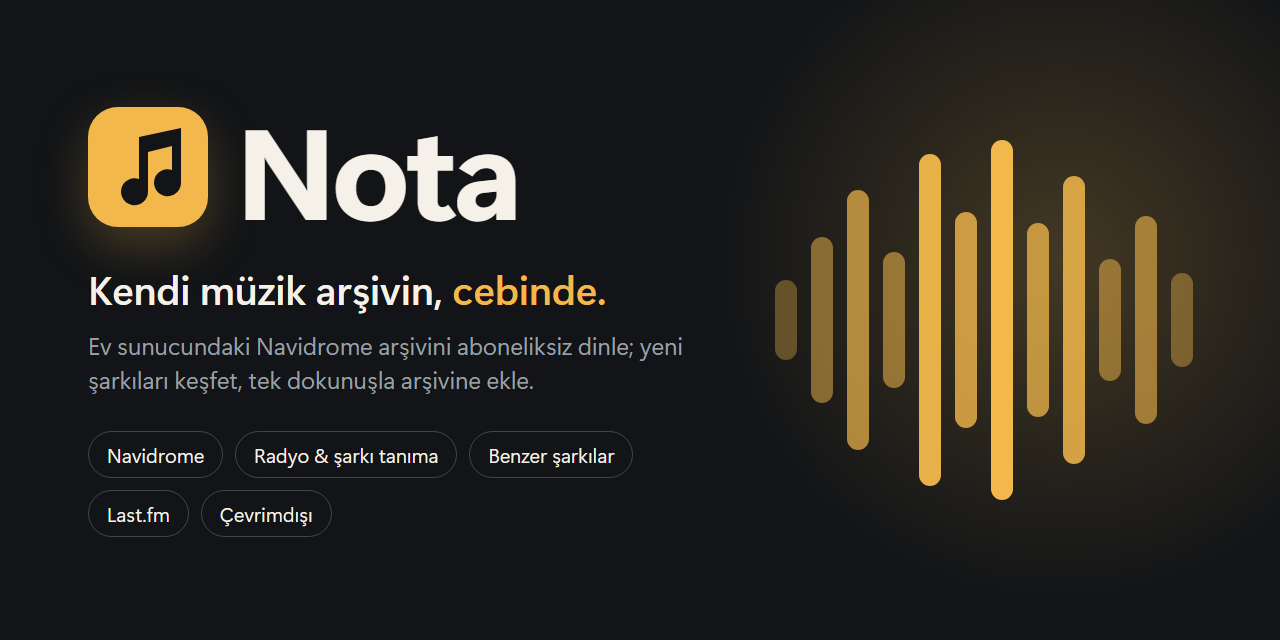 Nota
Kendi müzik arşivin, cebinde.
Ev sunucundaki Navidrome arşivini aboneliksiz dinle; yeni
şarkıları keşfet, tek dokunuşla arşivine ekle.
Navidrome
Radyo & şarkı tanıma
Benzer şarkılar
Last.fm
Çevrimdışı